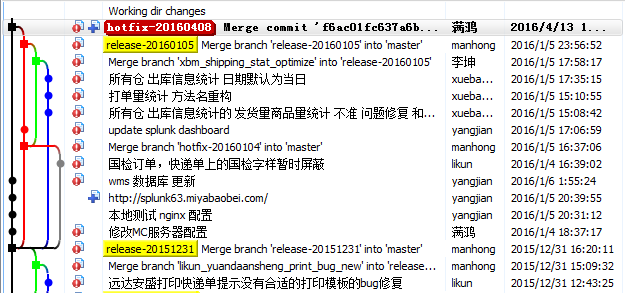 Working dir changes
hotfix-20160408 Merge commit 'f6ac01fc637a6b... 蒋鸿 2016/4/13 1...
release-20160105 Merge branch 'release-20160105' into 'master' manhong 2016/1/5 23:56:52
Merge branch 'xbm_shipping_stat_optimize' into 'release-20160105' 李坤 2016/1/5 17:58:17
所有仓 出库信息统计 日期默认为当日 xueba... 2016/1/5 17:35:15
打单量统计 方法名重构 xueba... 2016/1/5 15:10:55
所有仓 出库信息统计的 发货量商品量统计 不准 问题修复 和... xueba... 2016/1/5 15:08:42
update splunk dashboard yangjian 2016/1/5 17:06:59
Merge branch 'hotfix-20160104' into 'master' manhong 2016/1/5 16:37:06
国检订单，快递单上的国检字样暂时屏蔽 likun 2016/1/4 16:39:02
wms 数据库 更新 yangjian 2016/1/6 1:55:24
http://splunk63.miyabaobei.com/ yangjian 2016/1/5 20:39:55
本地测试 nginx 配置 yangjian 2016/1/5 20:31:12
修改MC服务器配置 2016/1/4 18:37:17
release-20151231 Merge branch 'release-20151231' into 'master' manhong 2015/12/31 16:20:11
Merge branch 'likun_yuandaansheng_print_bug_new' into 'release... manhong 2015/12/31 15:09:32
远达安盛打印快递单提示没有合适的打印模板的bug修复 likun 2015/12/31 12:43:25